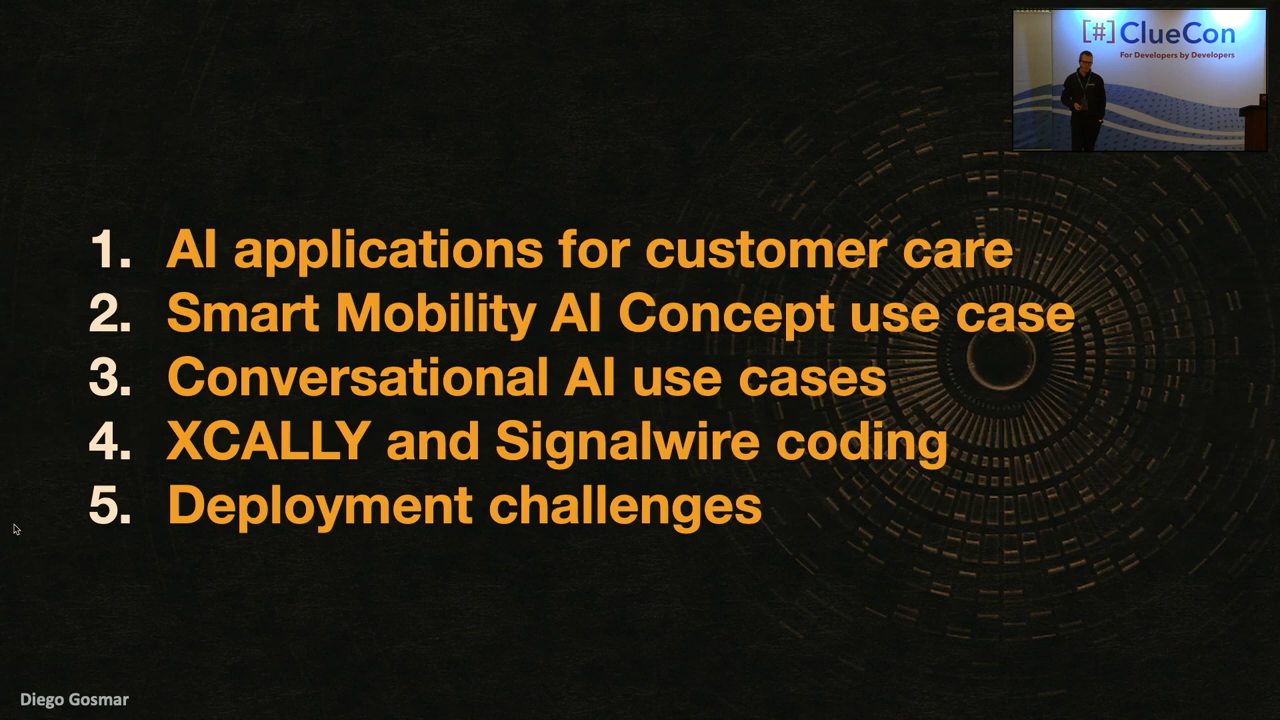 [#] ClueCon
For Developers by Developers
1. AI applications for customer care
2. Smart Mobility AI Concept use case
3. Conversational AI use cases
4. XCALLY and Signalwire coding
5. Deployment challenges
Diego Gosmar